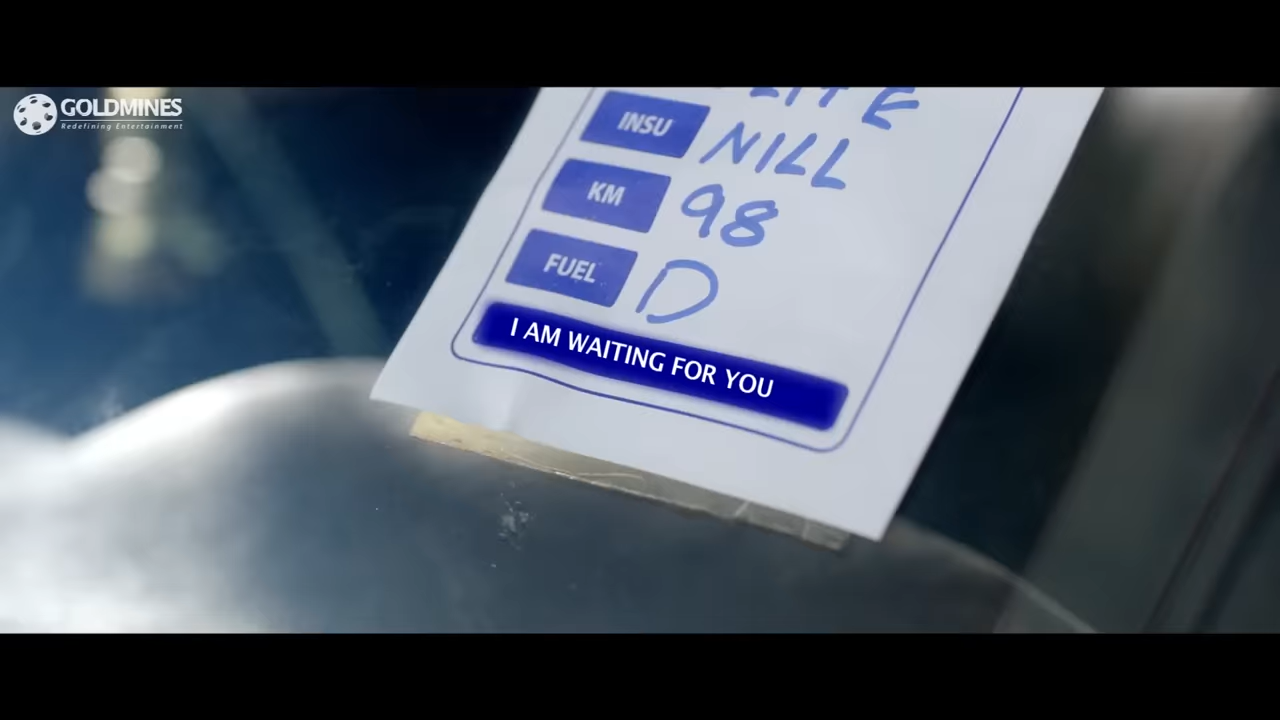 GOLDMINES
Redefining Entertainment
INSU NILL
KM 98
FUEL D
I AM WAITING FOR YOU